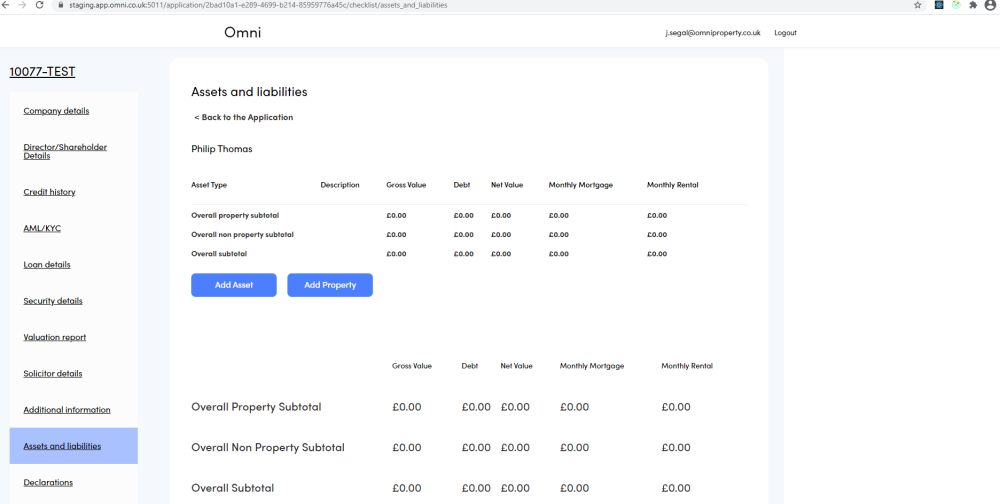 staging.app.omni.co.uk:5011/application/2bad10a1-e289-4699-b214-85959776a45c/checklist/assets_and_liabilities
Omni
j.segal@omniproperty.co.uk Logout
10077-TEST
Company details
Director/Shareholder
Details
Credit history
AML/KYC
Loan details
Security details
Valuation report
Solicitor details
Additional information
Assets and liabilities
Declarations
Assets and liabilities
< Back to the Application
Philip Thomas
Asset Type Description Gross Value Debt Net Value Monthly Mortgage Monthly Rental
Overall property subtotal £0.00 £0.00 £0.00 £0.00 £0.00
Overall non property subtotal £0.00 £0.00 £0.00 £0.00 £0.00
Overall subtotal £0.00 £0.00 £0.00 £0.00 £0.00
Add Asset Add Property
Gross Value Debt Net Value Monthly Mortgage Monthly Rental
Overall Property Subtotal £0.00 £0.00 £0.00 £0.00 £0.00
Overall Non Property Subtotal £0.00 £0.00 £0.00 £0.00 £0.00
Overall Subtotal £0.00 £0.00 £0.00 £0.00 £0.00